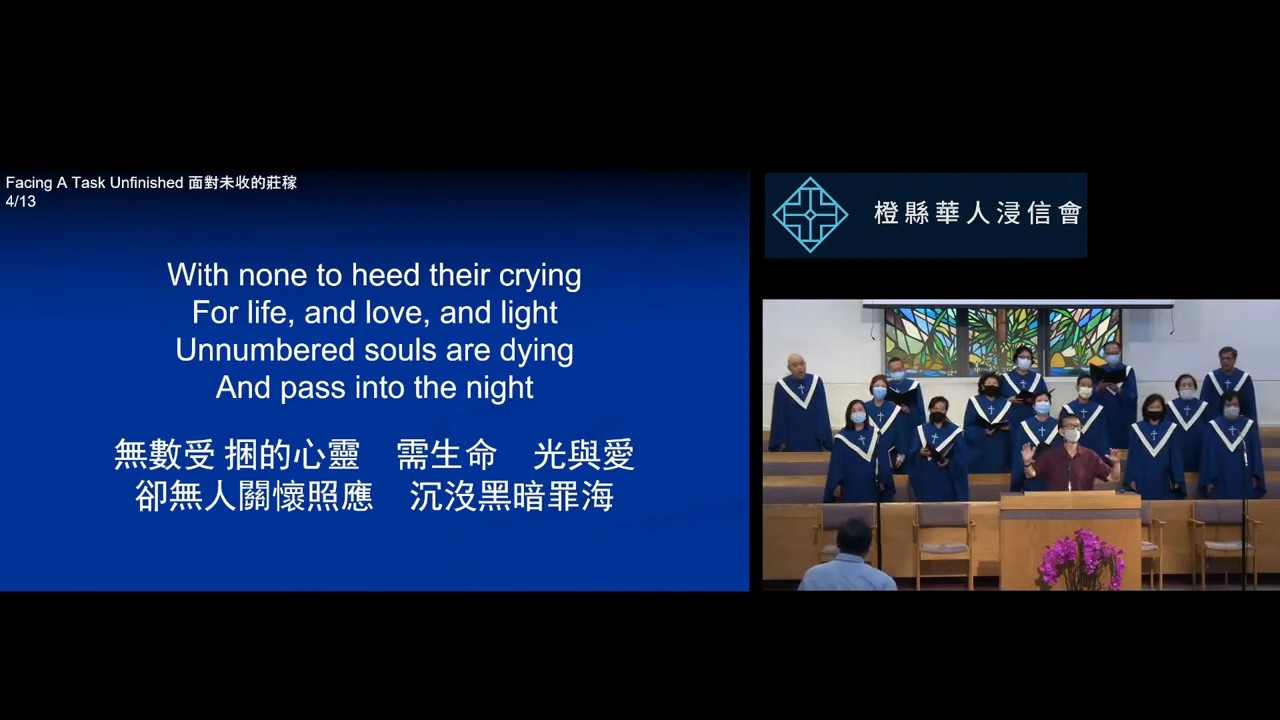 Facing A Task Unfinished 面對未收的莊稼
4/13
With none to heed their crying
For life, and love, and light
Unnumbered souls are dying
And pass into the night
無數受 捆的心靈 需生命 光與愛
卻無人關懷照應 沉沒黑暗罪海
橙縣華人浸信會